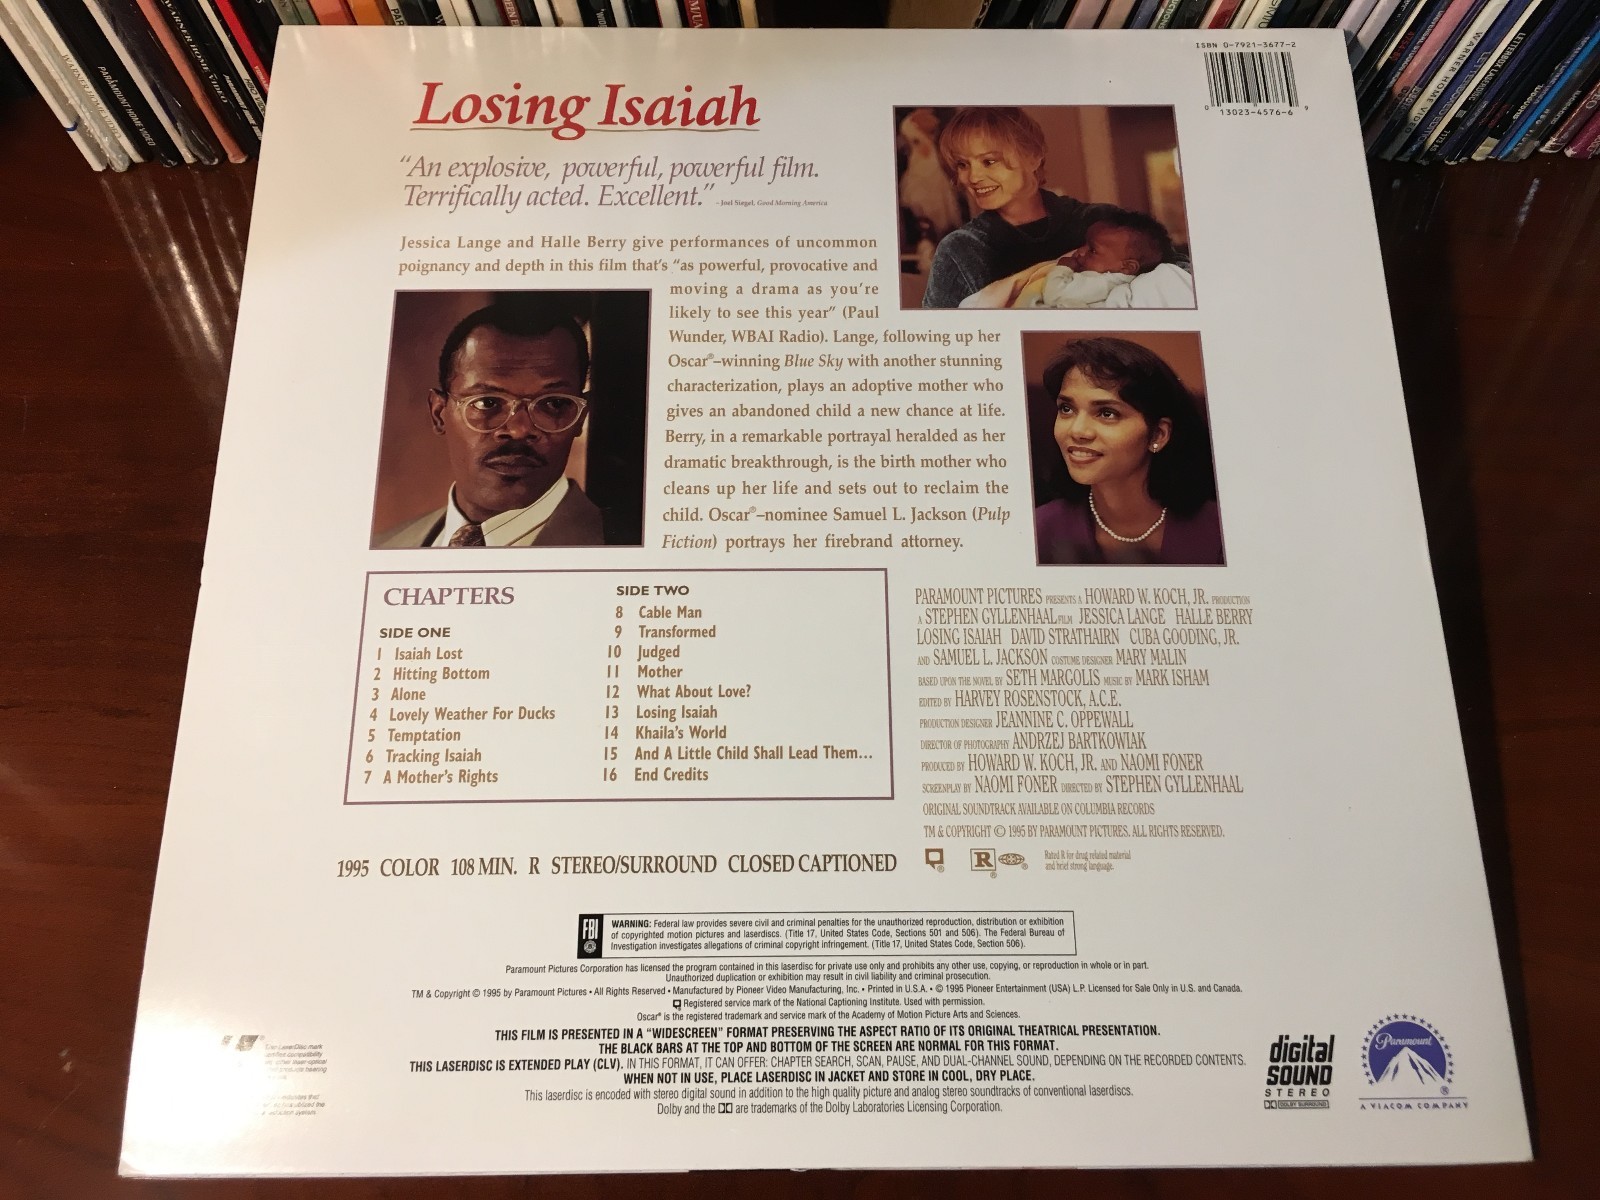 WARNER HOME VIDEO
PARAMOUNT HOME VIDEO
WARNER HOME VIDEO
WARNER HOME VIDEO
ISBN 0-7921-3677-2
0 13023-4576-6 9
Losing Isaiah
“An explosive, powerful, powerful film.
Terrifically acted. Excellent.” – Joel Siegel, Good Morning America
Jessica Lange and Halle Berry give performances of uncommon
poignancy and depth in this film that's “as powerful, provocative and
moving a drama as you're
likely to see this year” (Paul
Wunder, WBAI Radio). Lange, following up her
Oscar®–winning Blue Sky with another stunning
characterization, plays an adoptive mother who
gives an abandoned child a new chance at life.
Berry, in a remarkable portrayal heralded as her
dramatic breakthrough, is the birth mother who
cleans up her life and sets out to reclaim the
child. Oscar®–nominee Samuel L. Jackson (Pulp
Fiction) portrays her firebrand attorney.
CHAPTERS
SIDE ONE
1 Isaiah Lost
2 Hitting Bottom
3 Alone
4 Lovely Weather For Ducks
5 Temptation
6 Tracking Isaiah
7 A Mother's Rights
SIDE TWO
8 Cable Man
9 Transformed
10 Judged
11 Mother
12 What About Love?
13 Losing Isaiah
14 Khaila's World
15 And A Little Child Shall Lead Them...
16 End Credits
PARAMOUNT PICTURES PRESENTS A HOWARD W. KOCH, JR. PRODUCTION
A STEPHEN GYLLENHAAL FILM JESSICA LANGE HALLE BERRY
LOSING ISAIAH DAVID STRATHAIRN CUBA GOODING, JR.
AND SAMUEL L. JACKSON COSTUME DESIGNER MARY MALIN
BASED UPON THE NOVEL BY SETH MARGOLIS MUSIC BY MARK ISHAM
EDITED BY HARVEY ROSENSTOCK, A.C.E.
PRODUCTION DESIGNER JEANNINE C. OPPEWALL
DIRECTOR OF PHOTOGRAPHY ANDRZEJ BARTKOWIAK
PRODUCED BY HOWARD W. KOCH, JR. AND NAOMI FONER
SCREENPLAY BY NAOMI FONER DIRECTED BY STEPHEN GYLLENHAAL
ORIGINAL SOUNDTRACK AVAILABLE ON COLUMBIA RECORDS
TM & COPYRIGHT © 1995 BY PARAMOUNT PICTURES. ALL RIGHTS RESERVED.
R
Rated R for drug related material
and brief strong language.
1995 COLOR 108 MIN. R STEREO/SURROUND CLOSED CAPTIONED
FBI
WARNING: Federal law provides severe civil and criminal penalties for the unauthorized reproduction, distribution or exhibition
of copyrighted motion pictures and laserdiscs. (Title 17, United States Code, Sections 501 and 506). The Federal Bureau of
Investigation investigates allegations of criminal copyright infringement. (Title 17, United States Code, Section 506).
Paramount Pictures Corporation has licensed the program contained in this laserdisc for private use only and prohibits any other use, copying, or reproduction in whole or in part.
Unauthorized duplication or exhibition may result in civil liability and criminal prosecution.
TM & Copyright © 1995 by Paramount Pictures • All Rights Reserved • Manufactured by Pioneer Video Manufacturing, Inc. • Printed in U.S.A. • © 1995 Pioneer Entertainment (USA) L.P. Licensed for Sale Only in U.S. and Canada.
Registered service mark of the National Captioning Institute. Used with permission.
Oscar® is the registered trademark and service mark of the Academy of Motion Picture Arts and Sciences.
THIS FILM IS PRESENTED IN A “WIDESCREEN” FORMAT PRESERVING THE ASPECT RATIO OF ITS ORIGINAL THEATRICAL PRESENTATION.
THE BLACK BARS AT THE TOP AND BOTTOM OF THE SCREEN ARE NORMAL FOR THIS FORMAT.
THIS LASERDISC IS EXTENDED PLAY (CLV). IN THIS FORMAT, IT CAN OFFER: CHAPTER SEARCH, SCAN, PAUSE, AND DUAL-CHANNEL SOUND, DEPENDING ON THE RECORDED CONTENTS.
WHEN NOT IN USE, PLACE LASERDISC IN JACKET AND STORE IN COOL, DRY PLACE.
This laserdisc is encoded with stereo digital sound in addition to the high quality picture and analog stereo soundtracks of conventional laserdiscs.
Dolby and the are trademarks of the Dolby Laboratories Licensing Corporation.
digital
SOUND
STEREO
DOLBY SURROUND
Paramount
A VIACOM COMPANY